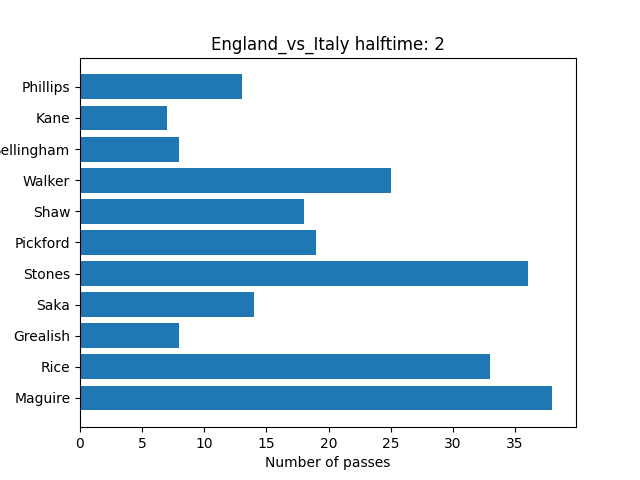 England_vs_Italy halftime: 2
Phillips
Kane
ellingham
Walker
Shaw
Pickford
Stones
Saka
Grealish
Rice
Maguire
0 5 10 15 20 25 30 35
Number of passes